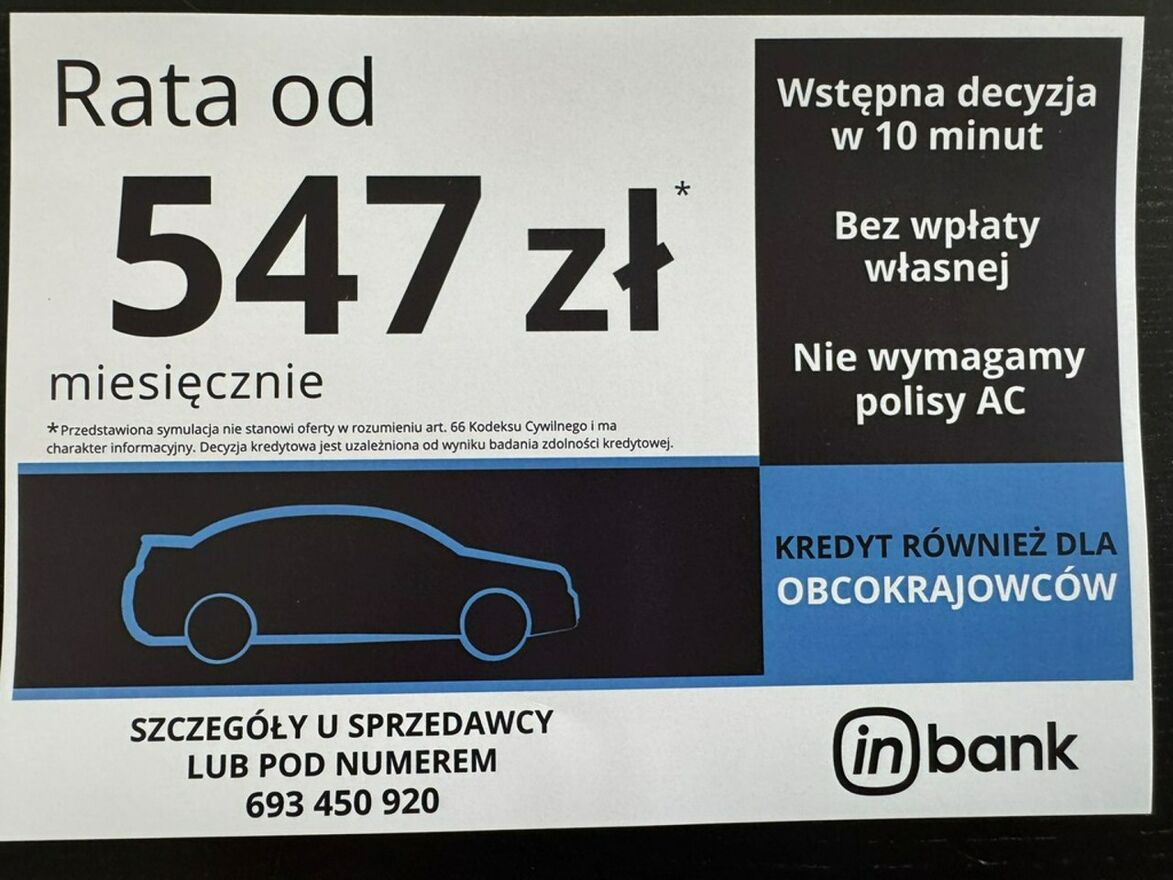 Rata od
547 zł*
miesięcznie
*Przedstawiona symulacja nie stanowi oferty w rozumieniu art. 66 Kodeksu Cywilnego i ma
charakter informacyjny. Decyzja kredytowa jest uzależniona od wyniku badania zdolności kredytowej.
Wstępna decyzja
w 10 minut
Bez wpłaty
własnej
Nie wymagamy
polisy AC
KREDYT RÓWNIEŻ DLA
OBCOKRAJOWCÓW
SZCZEGÓŁY U SPRZEDAWCY
LUB POD NUMEREM
693 450 920
inbank